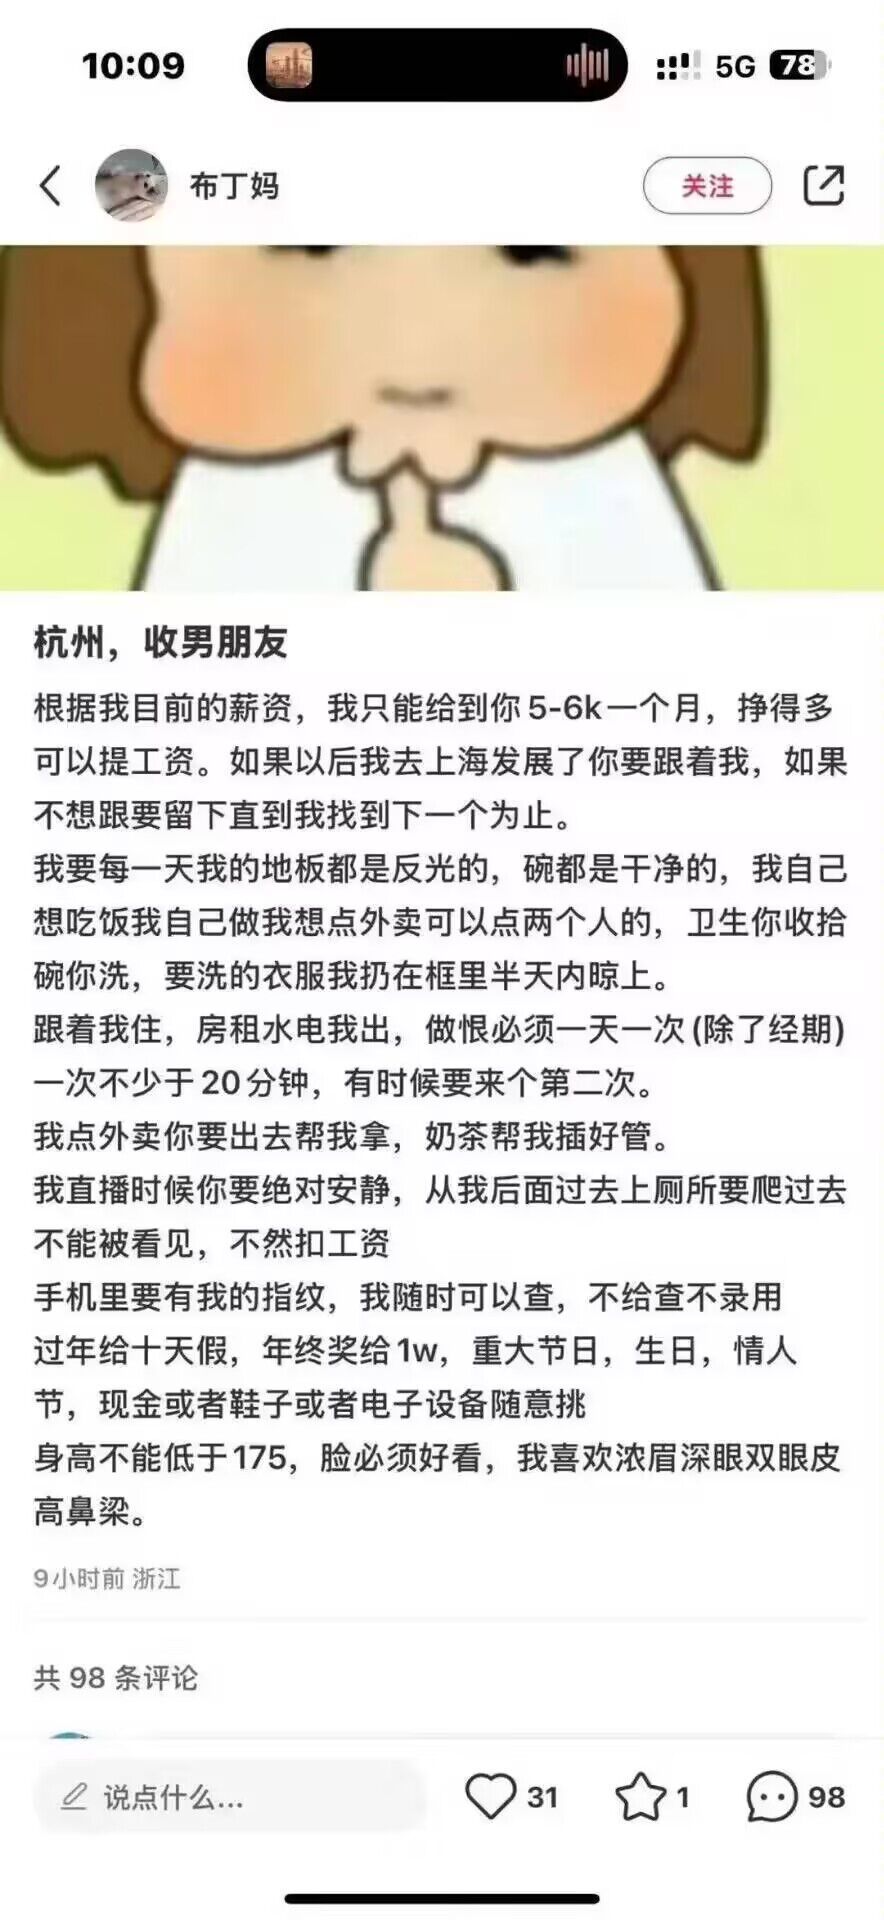 10:09
5G 78
布丁妈
关注
杭州，收男朋友
根据我目前的薪资，我只能给到你5-6k一个月，挣得多
可以提工资。如果以后我去上海发展了你要跟着我，如果
不想跟要留下直到我找到下一个为止。
我要每一天我的地板都是反光的，碗都是干净的，我自己
想吃饭我自己做我想点外卖可以点两个人的，卫生你收拾
碗你洗，要洗的衣服我扔在框里半天内晾上。
跟着我住，房租水电我出，做恨必须一天一次(除了经期)
一次不少于20分钟，有时候要来个第二次。
我点外卖你要出去帮我拿，奶茶帮我插好管。
我直播时候你要绝对安静，从我后面过去上厕所要爬过去
不能被看见，不然扣工资
手机里要有我的指纹，我随时可以查，不给查不录用
过年给十天假，年终奖给1w，重大节日，生日，情人
节，现金或者鞋子或者电子设备随意挑
身高不能低于175，脸必须好看，我喜欢浓眉深眼双眼皮
高鼻梁。
9小时前 浙江
共 98 条评论
说点什么...
31
1
98